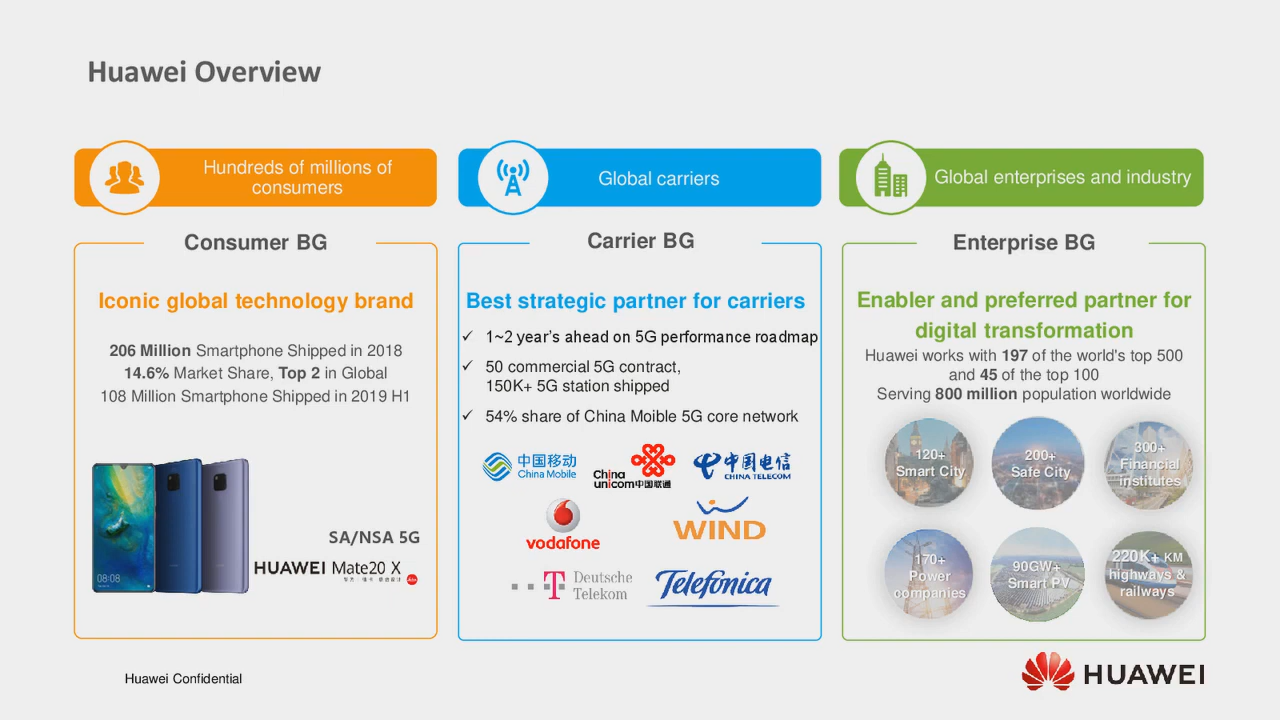 Huawei Overview
Hundreds of millions of
consumers
Global carriers
Global enterprises and industry
Consumer BG
Iconic global technology brand
206 Million Smartphone Shipped in 2018
14.6% Market Share, Top 2 in Global
108 Million Smartphone Shipped in 2019 H1
08:08
SA/NSA 5G
HUAWEI Mate20 X
Carrier BG
Best strategic partner for carriers
✓ 1~2 year's ahead on 5G performance roadmap
✓ 50 commercial 5G contract,
150K+ 5G station shipped
✓ 54% share of China Moible 5G core network
中国移动
China Mobile
China
unicom中国联通
中国电信
CHINA TELECOM
vodafone
WIND
T Deutsche
Telekom
Telefónica
Enterprise BG
Enabler and preferred partner for
digital transformation
Huawei works with 197 of the world's top 500
and 45 of the top 100
Serving 800 million population worldwide
120+
Smart City
200+
Safe City
300+
Financial
institutes
170+
Power
companies
90GW+
Smart PV
220K+ KM
highways &
railways
Huawei Confidential
HUAWEI